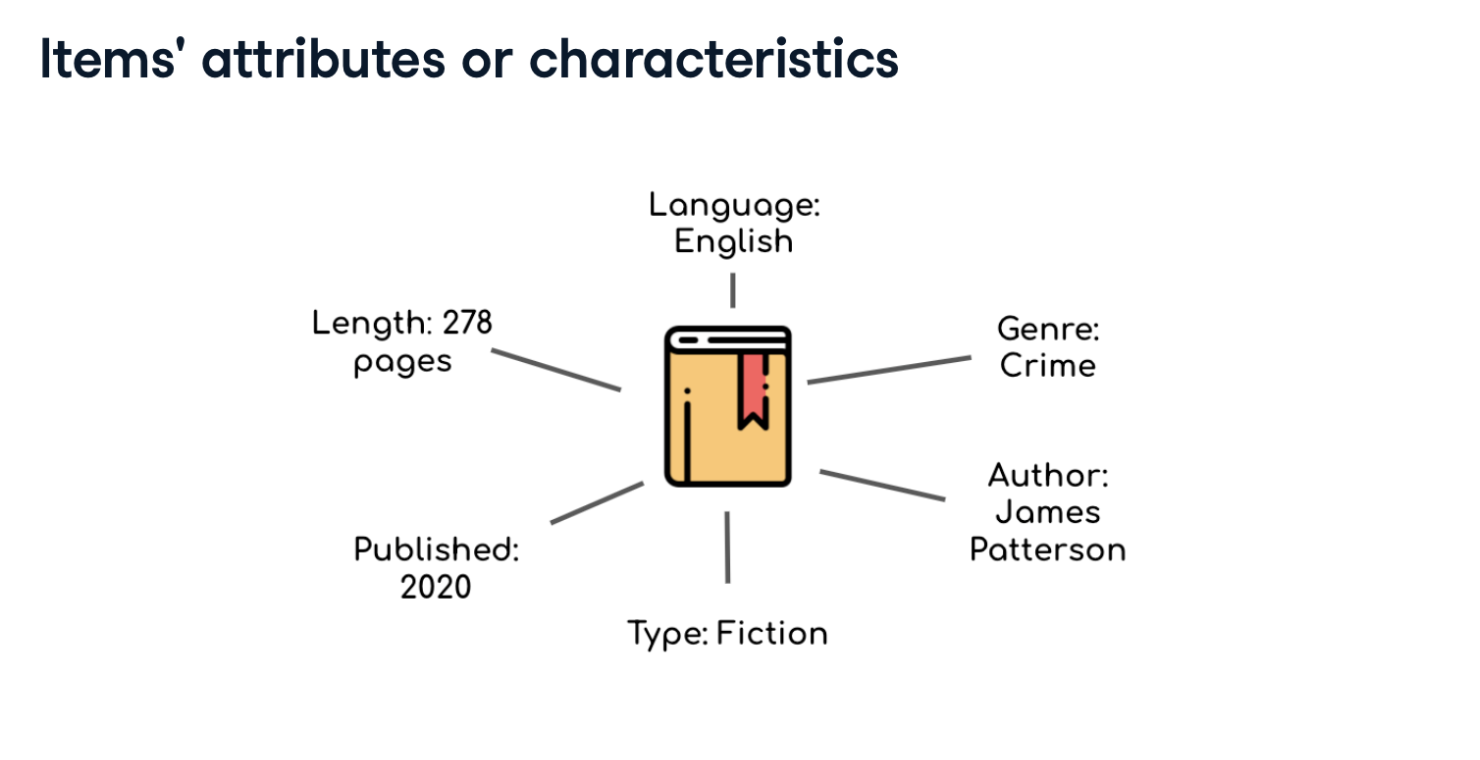 Items' attributes or characteristics
Language:
English
Length: 278
pages
Genre:
Crime
Author:
James
Patterson
Published:
2020
Type: Fiction